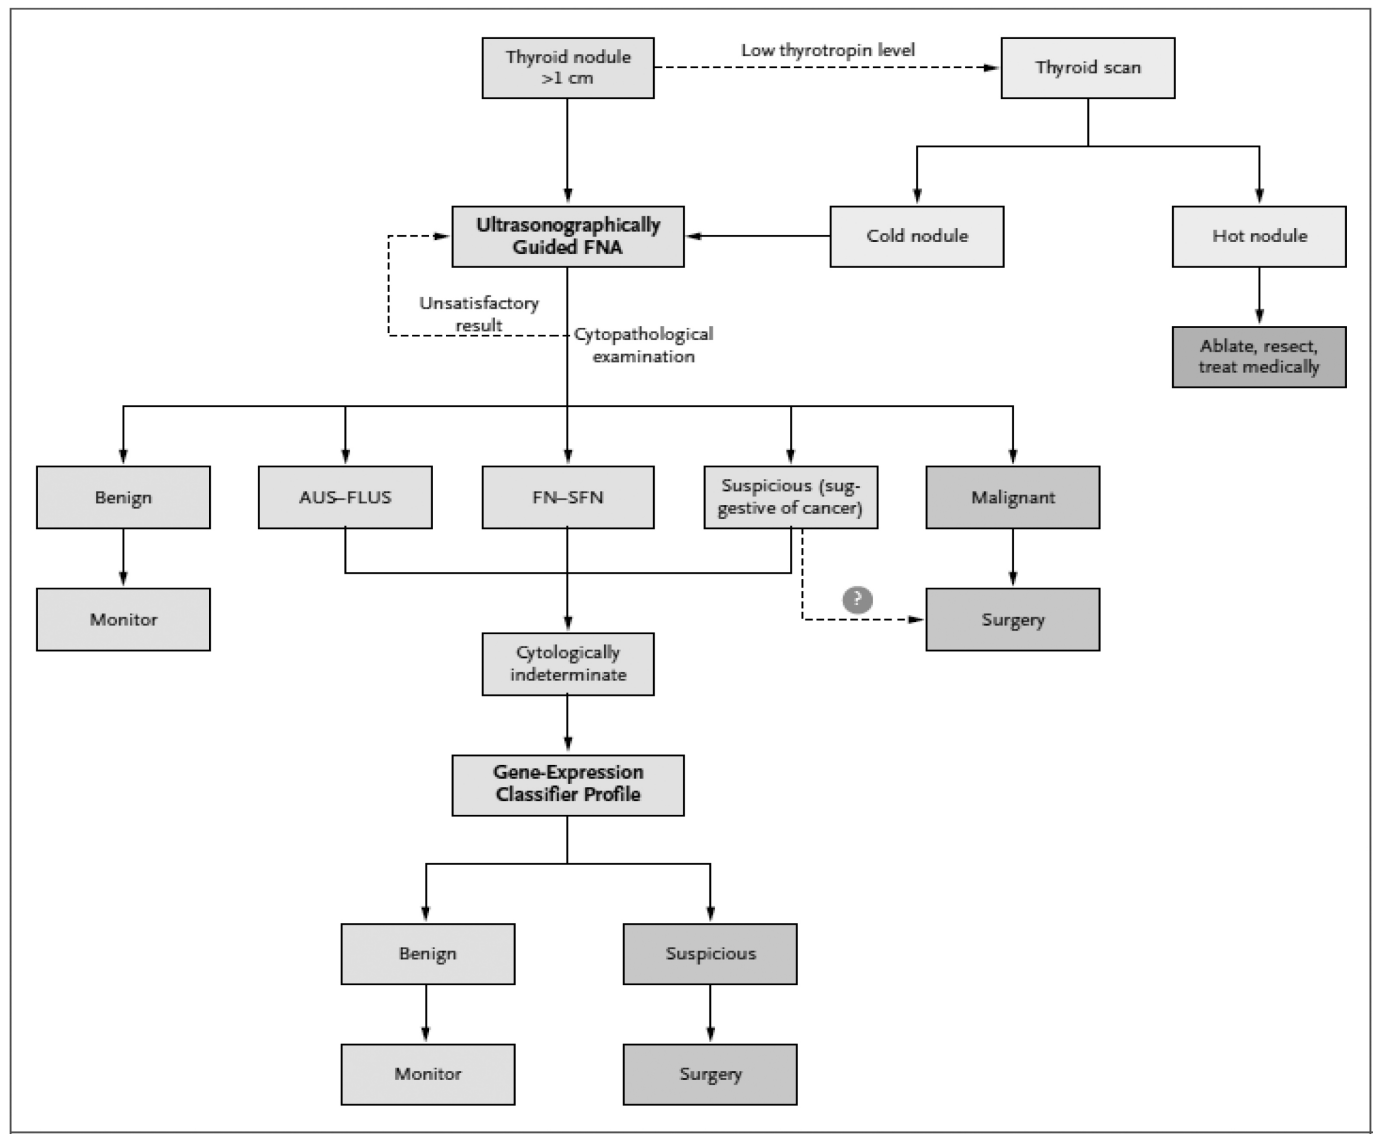 Thyroid nodule
>1 cm
Low thyrotropin level
Thyroid scan
Ultrasonographically
Guided FNA
Cold nodule
Hot nodule
Unsatisfactory
result
Cytopathological
examination
Ablate, resect,
treat medically
Benign
AUS–FLUS
FN–SFN
Suspicious (sug-
gestive of cancer)
Malignant
Monitor
?
Surgery
Cytologically
indeterminate
Gene-Expression
Classifier Profile
Benign
Suspicious
Monitor
Surgery